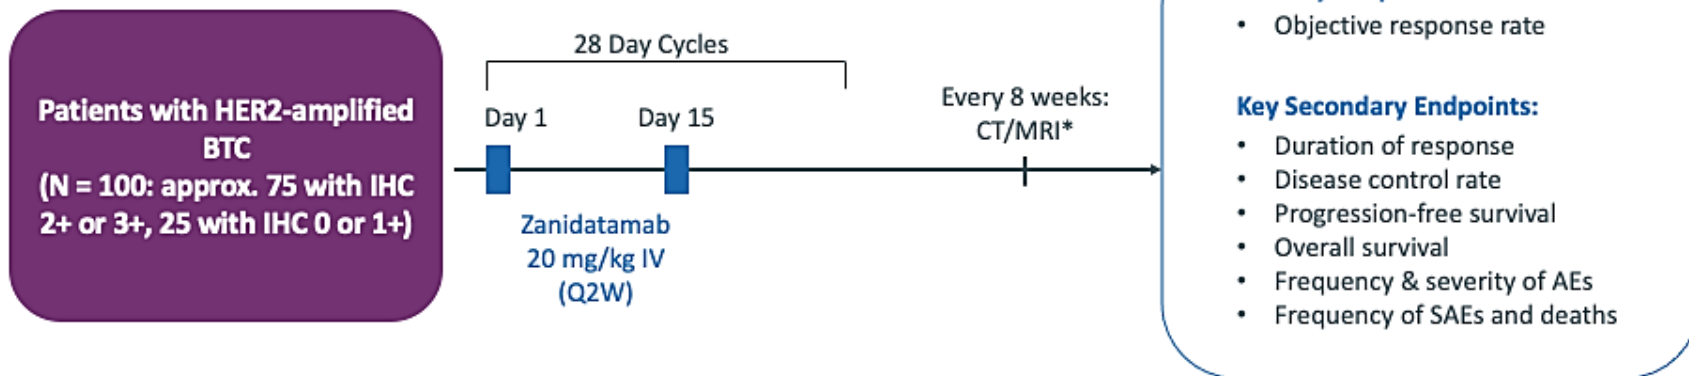 Patients with HER2-amplified
BTC
(N = 100: approx. 75 with IHC
2+ or 3+, 25 with IHC 0 or 1+)
28 Day Cycles
Day 1
Day 15
Zanidatamab
20 mg/kg IV
(Q2W)
Every 8 weeks:
CT/MRI*
• Objective response rate
Key Secondary Endpoints:
• Duration of response
• Disease control rate
• Progression-free survival
• Overall survival
• Frequency & severity of AEs
• Frequency of SAEs and deaths